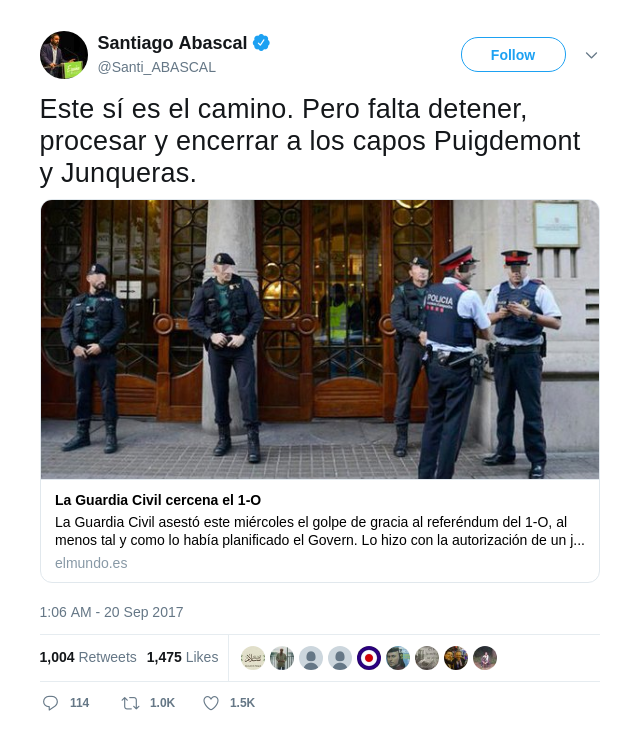 Santiago Abascal
@Santi_ABASCAL
Follow
Este sí es el camino. Pero falta detener,
procesar y encerrar a los capos Puigdemont
y Junqueras.
POLICIA
La Guardia Civil cercena el 1-O
La Guardia Civil asestó este miércoles el golpe de gracia al referéndum del 1-O, al
menos tal y como lo había planificado el Govern. Lo hizo con la autorización de un j...
elmundo.es
1:06 AM - 20 Sep 2017
1,004 Retweets 1,475 Likes
114 1.0K 1.5K